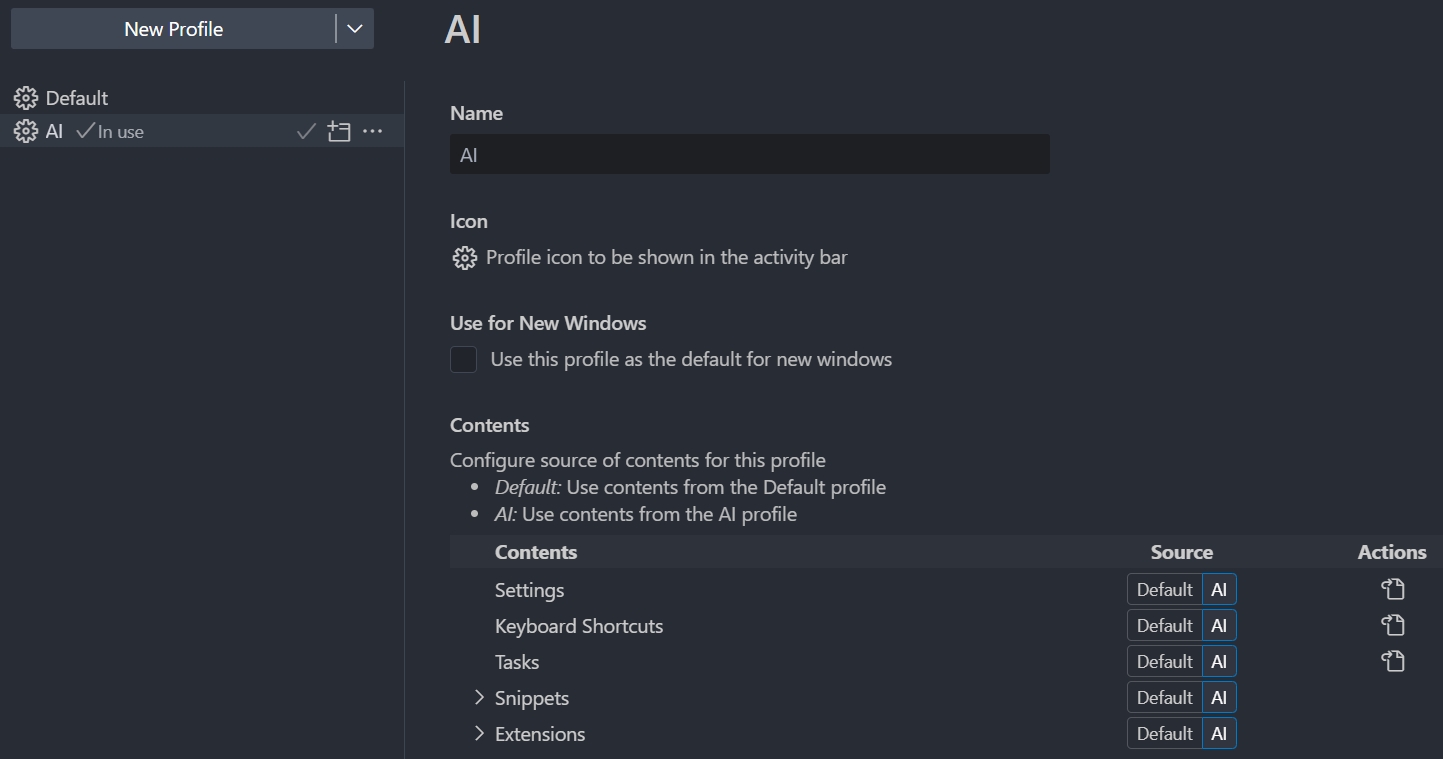 New Profile
Default
AI In use
AI
Name
AI
Icon
Profile icon to be shown in the activity bar
Use for New Windows
Use this profile as the default for new windows
Contents
Configure source of contents for this profile
• Default: Use contents from the Default profile
• AI: Use contents from the AI profile
Contents Source Actions
Settings Default AI
Keyboard Shortcuts Default AI
Tasks Default AI
Snippets Default AI
Extensions Default AI